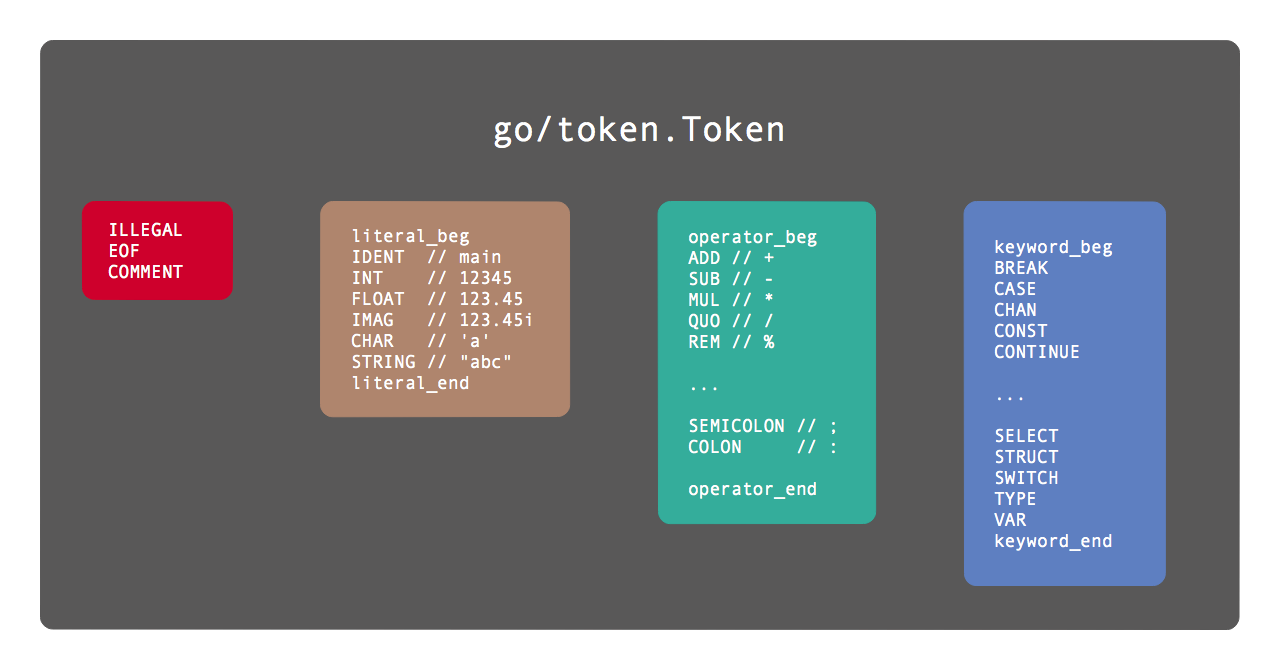 go/token.Token
ILLEGAL
EOF
COMMENT
literal_beg
IDENT  // main
INT    // 12345
FLOAT  // 123.45
IMAG   // 123.45i
CHAR   // 'a'
STRING // "abc"
literal_end
operator_beg
ADD // +
SUB // -
MUL // *
QUO // /
REM // %
...
SEMICOLON // ;
COLON     // :
operator_end
keyword_beg
BREAK
CASE
CHAN
CONST
CONTINUE
...
SELECT
STRUCT
SWITCH
TYPE
VAR
keyword_end